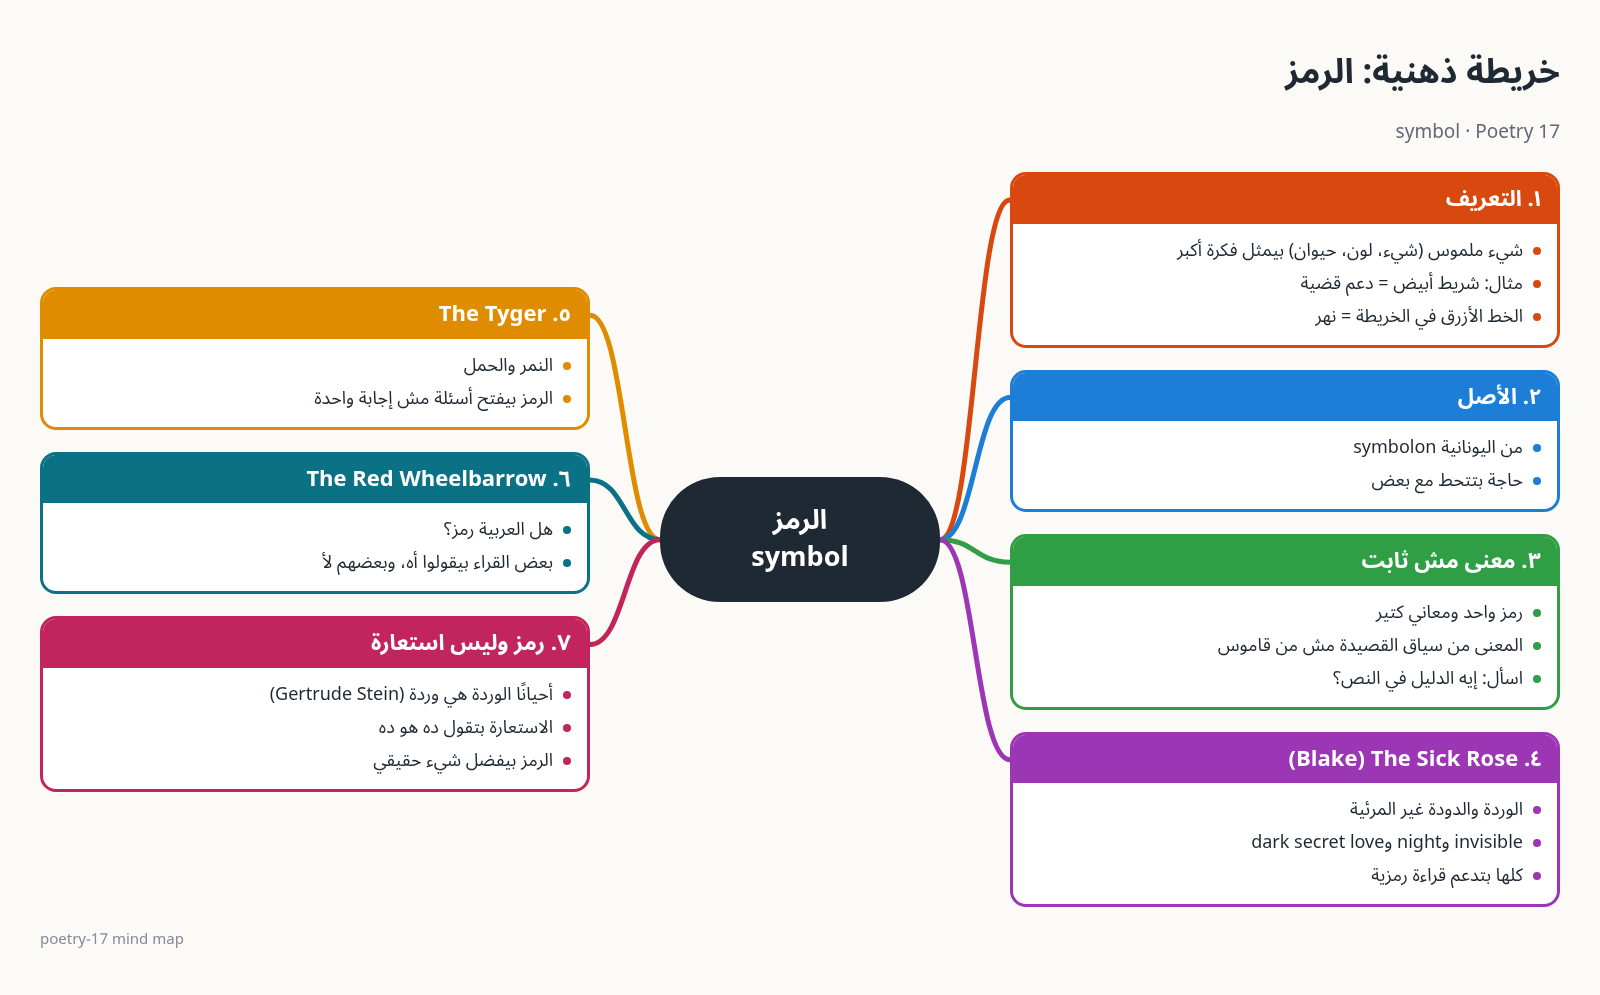 خريطة ذهنية: الرمز
symbol · Poetry 17
١. التعريف
شيء ملموس (شيء، لون، حيوان) بيمثل فكرة أكبر
مثال: شريط أبيض = دعم قضية
الخط الأزرق في الخريطة = نهر
٢. الأصل
من اليونانية symbolon
حاجة بتتحط مع بعض
٣. معنى مش ثابت
رمز واحد ومعاني كتير
المعنى من سياق القصيدة مش من قاموس
اسأل: إيه الدليل في النص؟
٤. The Sick Rose (Blake)
الوردة والدودة غير المرئية
invisible وnight وdark secret love
كلها بتدعم قراءة رمزية
الرمز
symbol
٥. The Tyger
النمر والحمل
الرمز بيفتح أسئلة مش إجابة واحدة
٦. The Red Wheelbarrow
هل العربية رمز؟
بعض القراء بيقولوا أه، وبعضهم لأ
٧. رمز وليس استعارة
أحيانًا الوردة هي وردة (Gertrude Stein)
الاستعارة بتقول ده هو ده
الرمز بيفضل شيء حقيقي
poetry-17 mind map